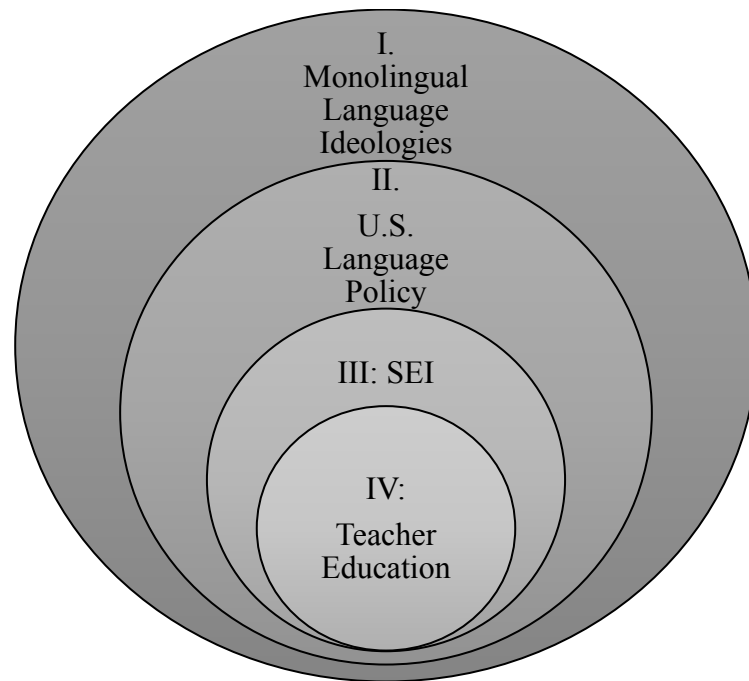 I.
Monolingual
Language
Ideologies
II.
U.S.
Language
Policy
III: SEI
IV:
Teacher
Education